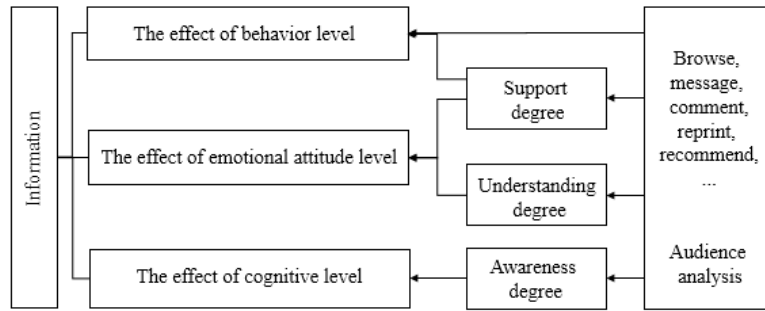 Information
The effect of behavior level
The effect of emotional attitude level
The effect of cognitive level
Support
degree
Understanding
degree
Awareness
degree
Browse,
message,
comment,
reprint,
recommend,
...
Audience
analysis